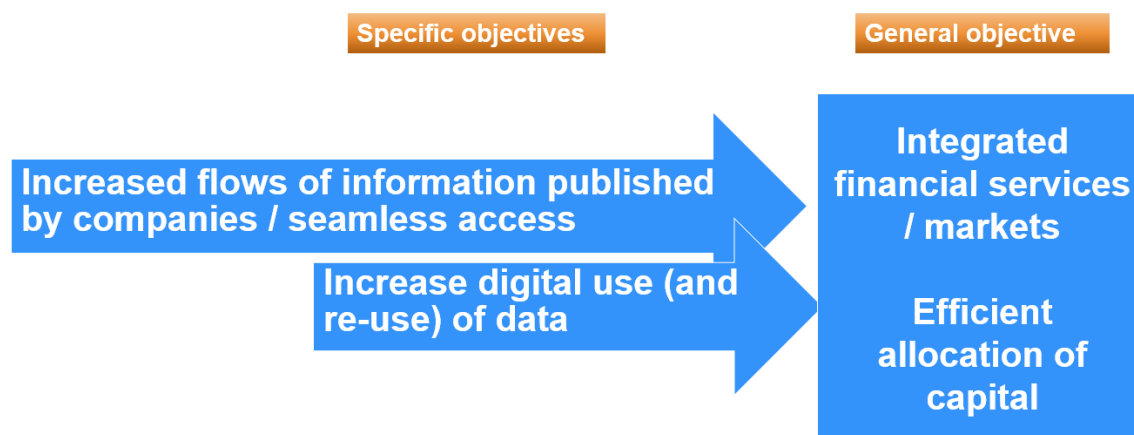 Specific objectives
General objective
Increased flows of information published
by companies / seamless access
Increase digital use (and
re-use) of data
Integrated
financial services
/ markets
Efficient
allocation of
capital